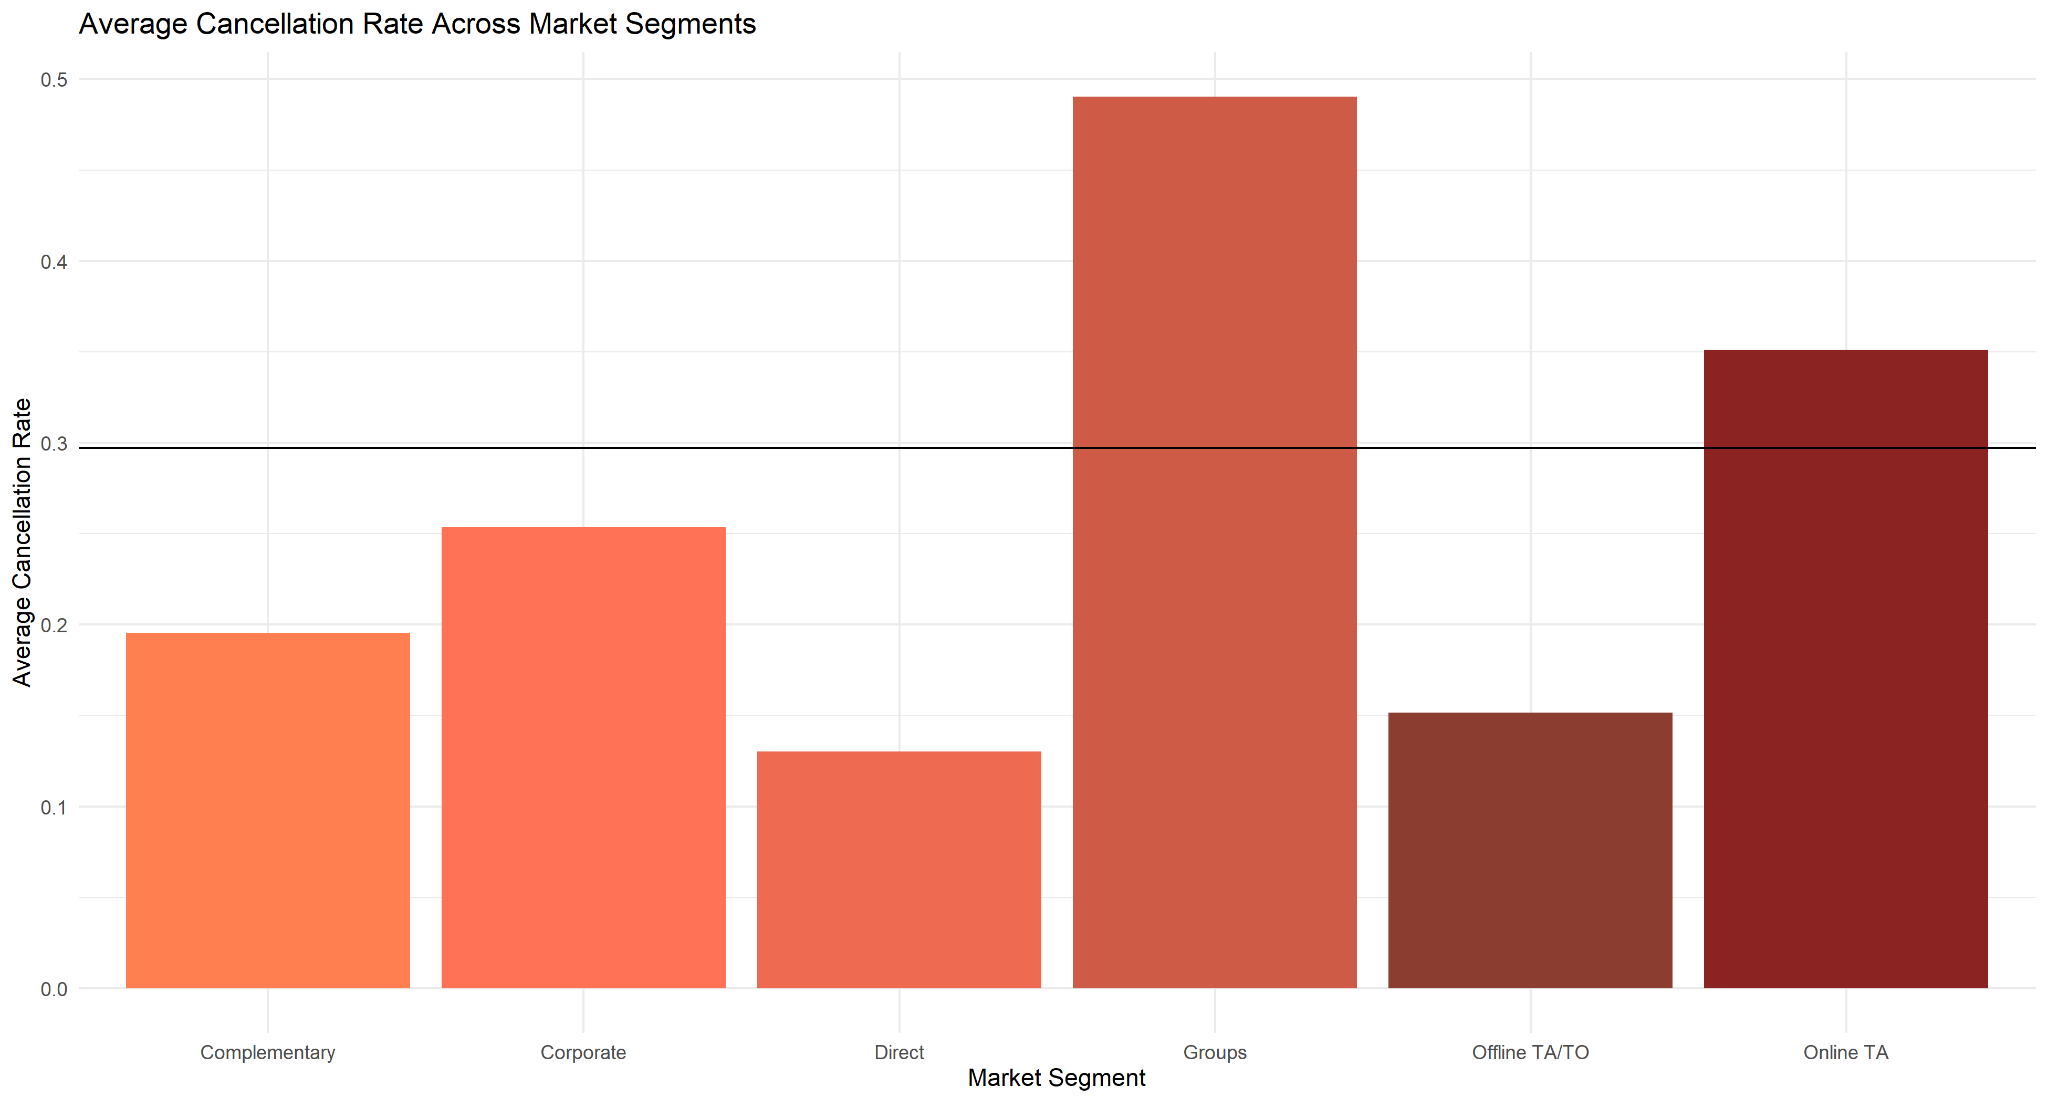 Average Cancellation Rate Across Market Segments
Average Cancellation Rate
0.5
0.4
0.3
0.2
0.1
0.0
Complementary Corporate Direct Groups Offline TA/TO Online TA
Market Segment